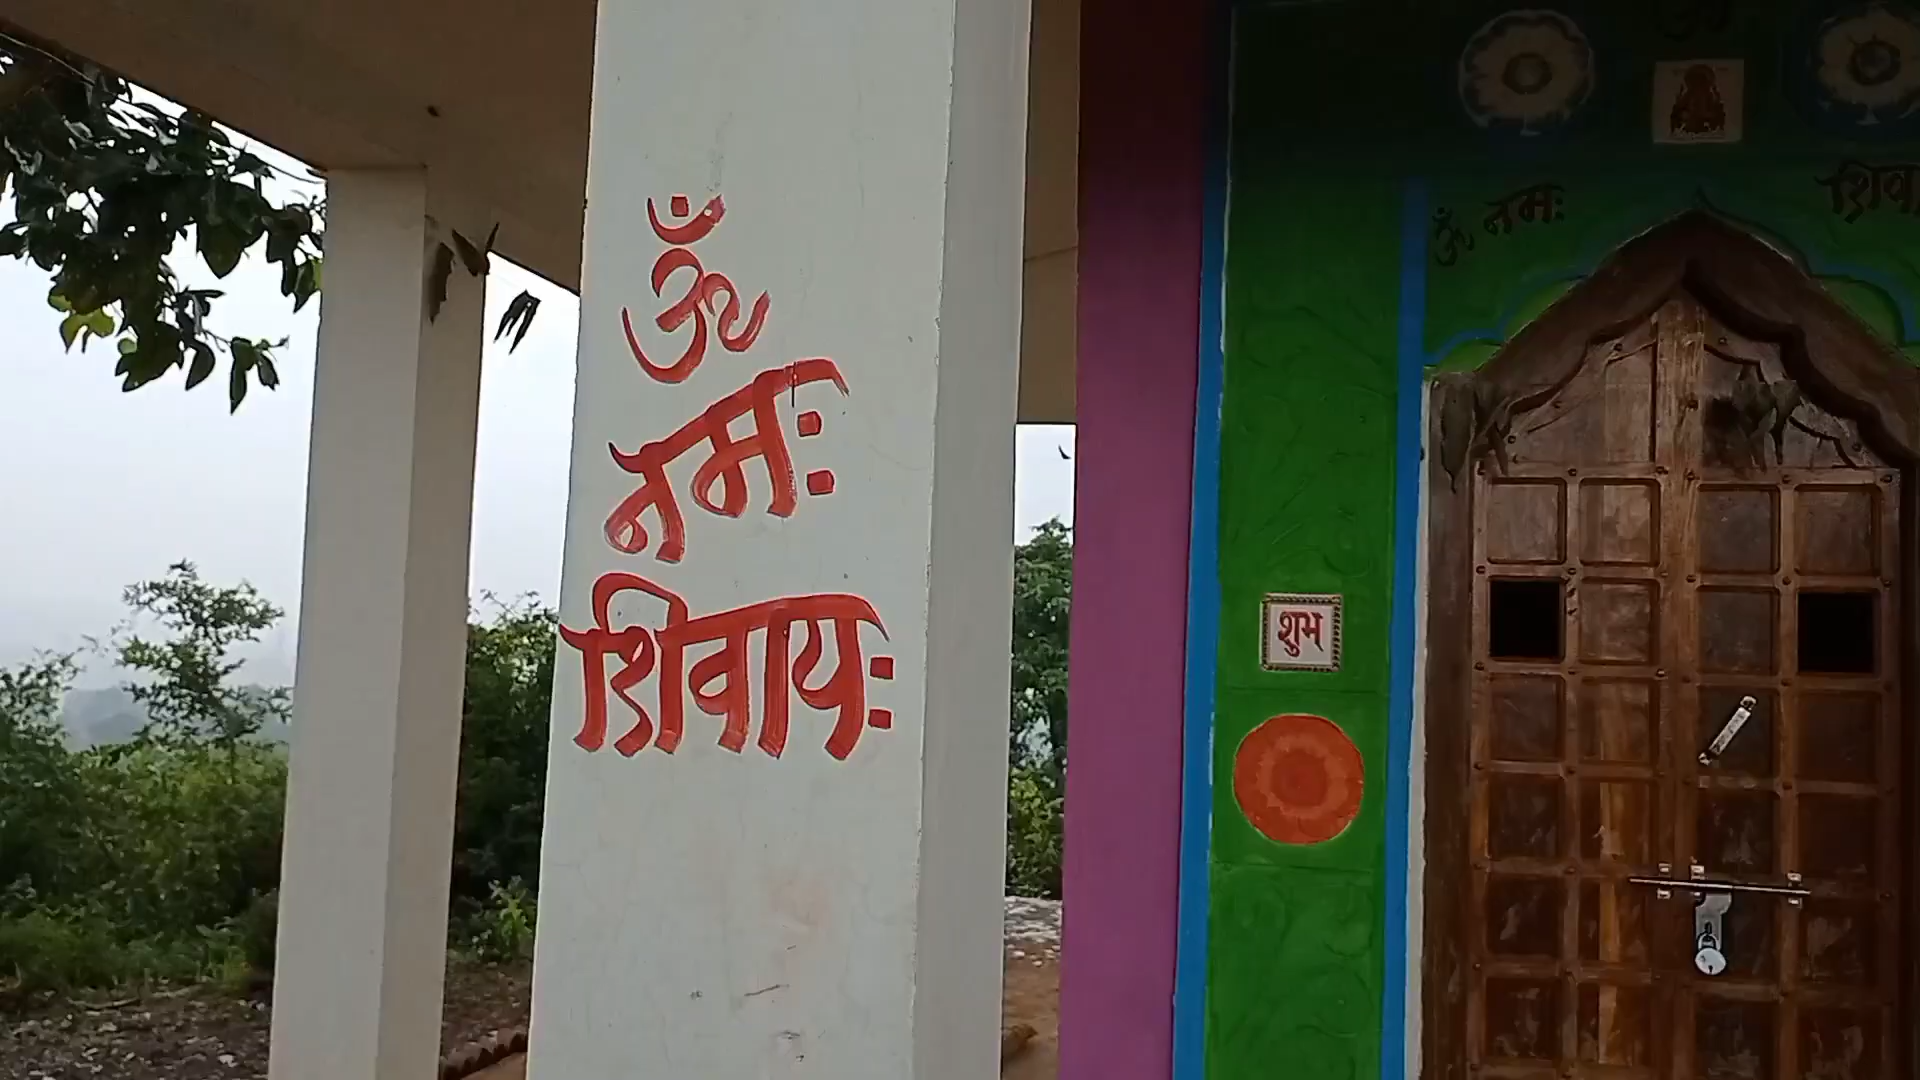 ॐ
नमः
शिवायः
ॐ नमः
शिवा
शुभ